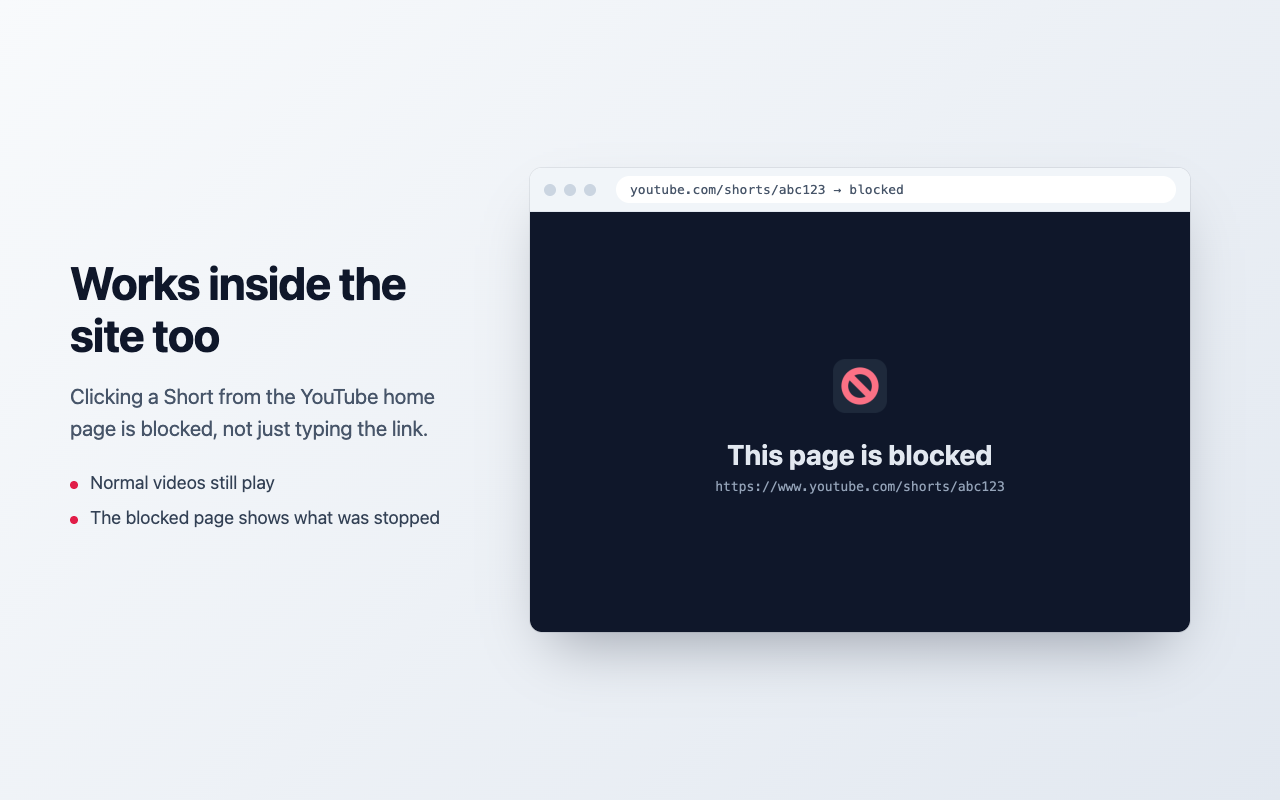 Works inside the
site too
Clicking a Short from the YouTube home
page is blocked, not just typing the link.
Normal videos still play
The blocked page shows what was stopped
youtube.com/shorts/abc123 → blocked
This page is blocked
https://www.youtube.com/shorts/abc123